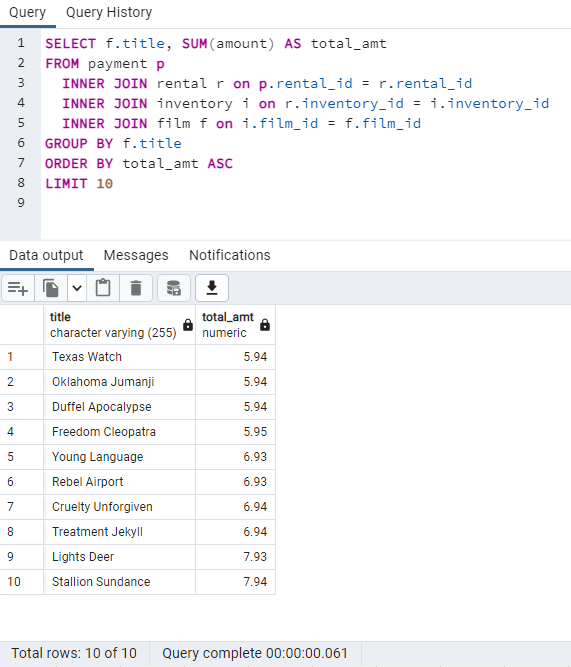 Query Query History
1 SELECT f.title, SUM(amount) AS total_amt
2 FROM payment p
3 INNER JOIN rental r on p.rental_id = r.rental_id
4 INNER JOIN inventory i on r.inventory_id = i.inventory_id
5 INNER JOIN film f on i.film_id = f.film_id
6 GROUP BY f.title
7 ORDER BY total_amt ASC
8 LIMIT 10
9
Data output Messages Notifications
title total_amt
character varying (255) numeric
1 Texas Watch 5.94
2 Oklahoma Jumanji 5.94
3 Duffel Apocalypse 5.94
4 Freedom Cleopatra 5.95
5 Young Language 6.93
6 Rebel Airport 6.93
7 Cruelty Unforgiven 6.94
8 Treatment Jekyll 6.94
9 Lights Deer 7.93
10 Stallion Sundance 7.94
Total rows: 10 of 10 Query complete 00:00:00.061